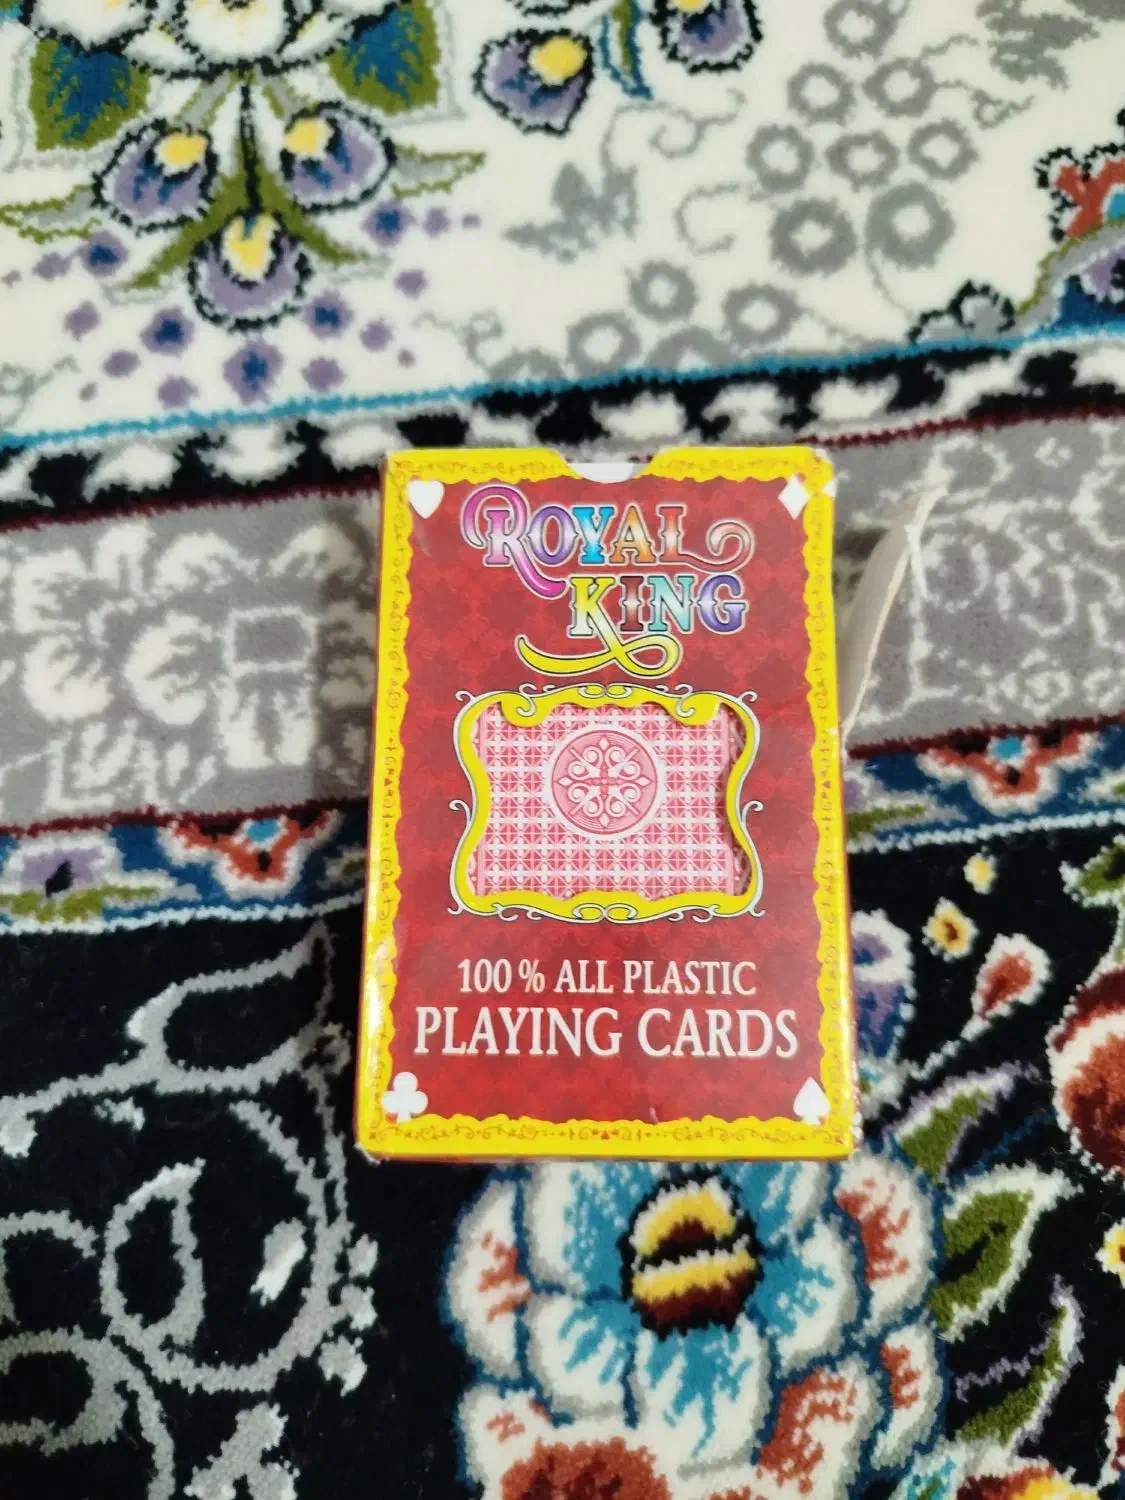 ROYAL
KING
100 % ALL PLASTIC
PLAYING CARDS